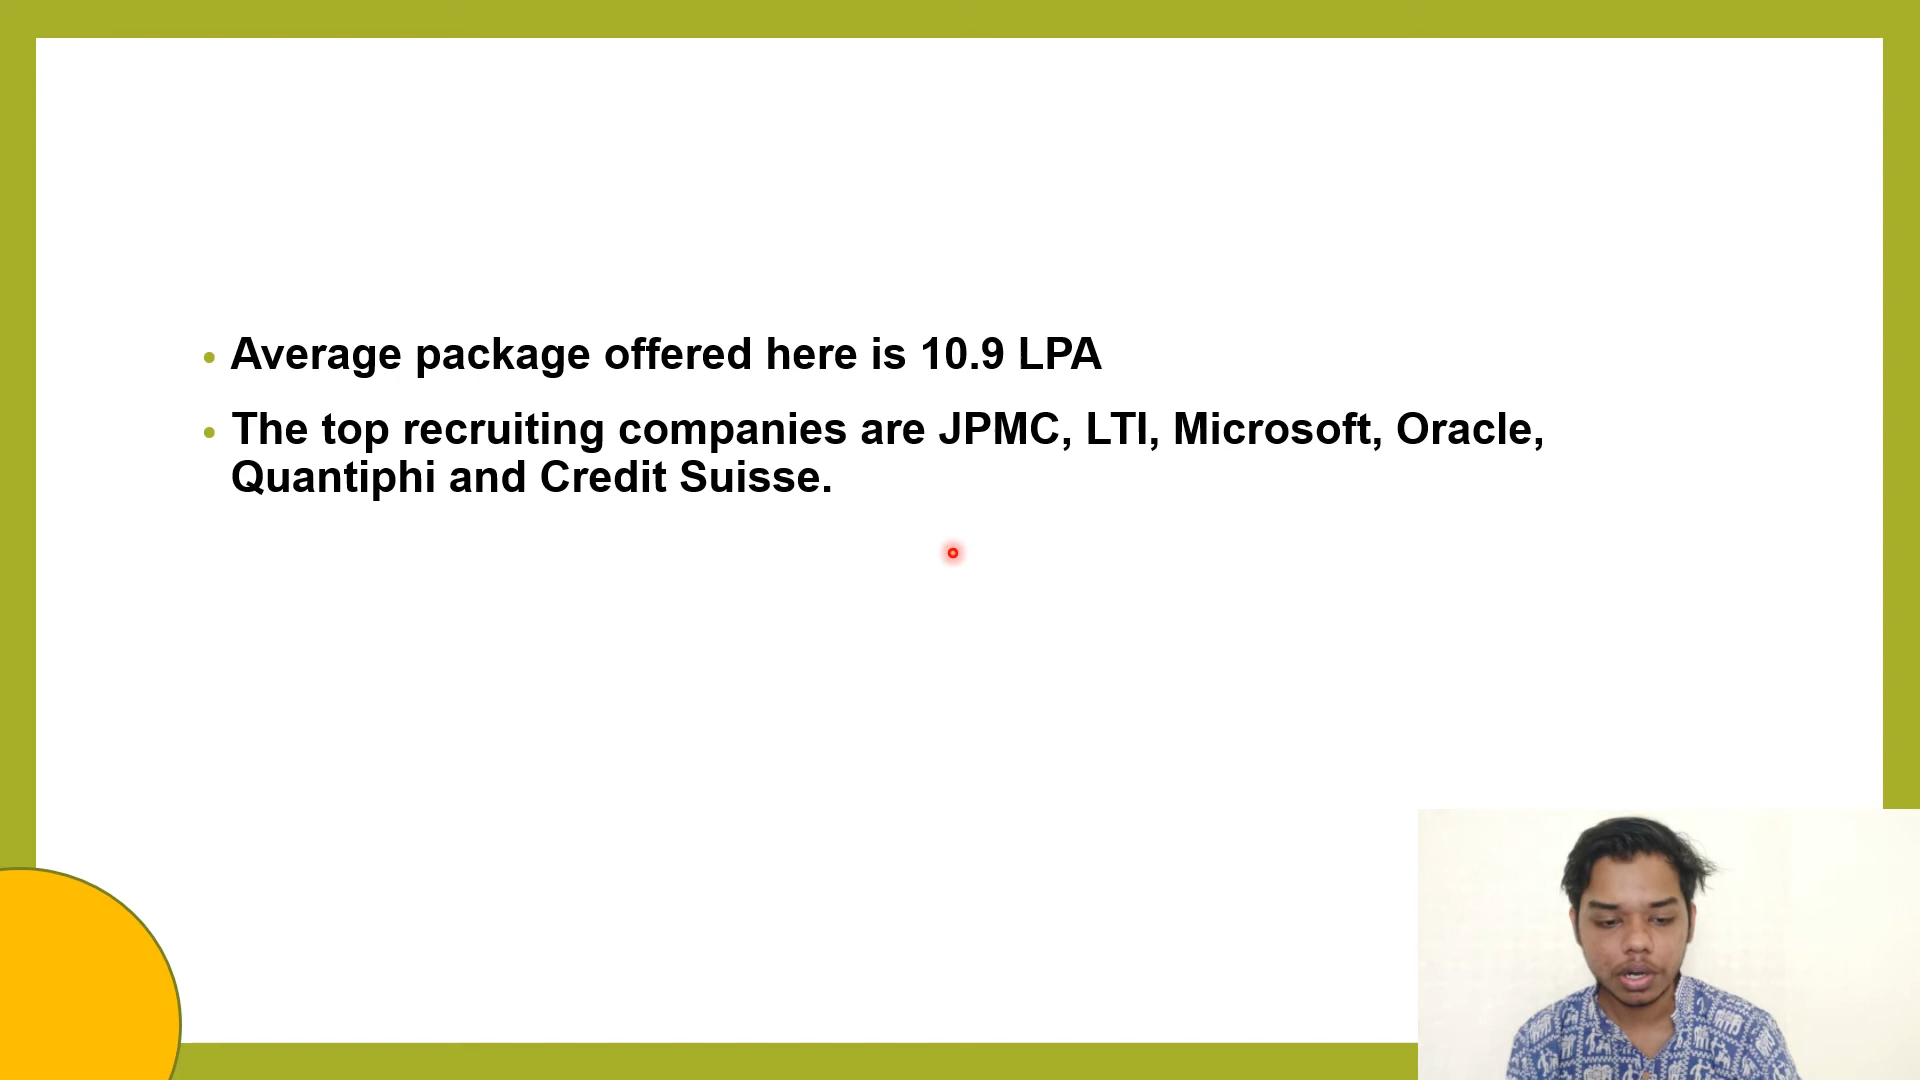 Average package offered here is 10.9 LPA
The top recruiting companies are JPMC, LTI, Microsoft, Oracle,
Quantiphi and Credit Suisse.